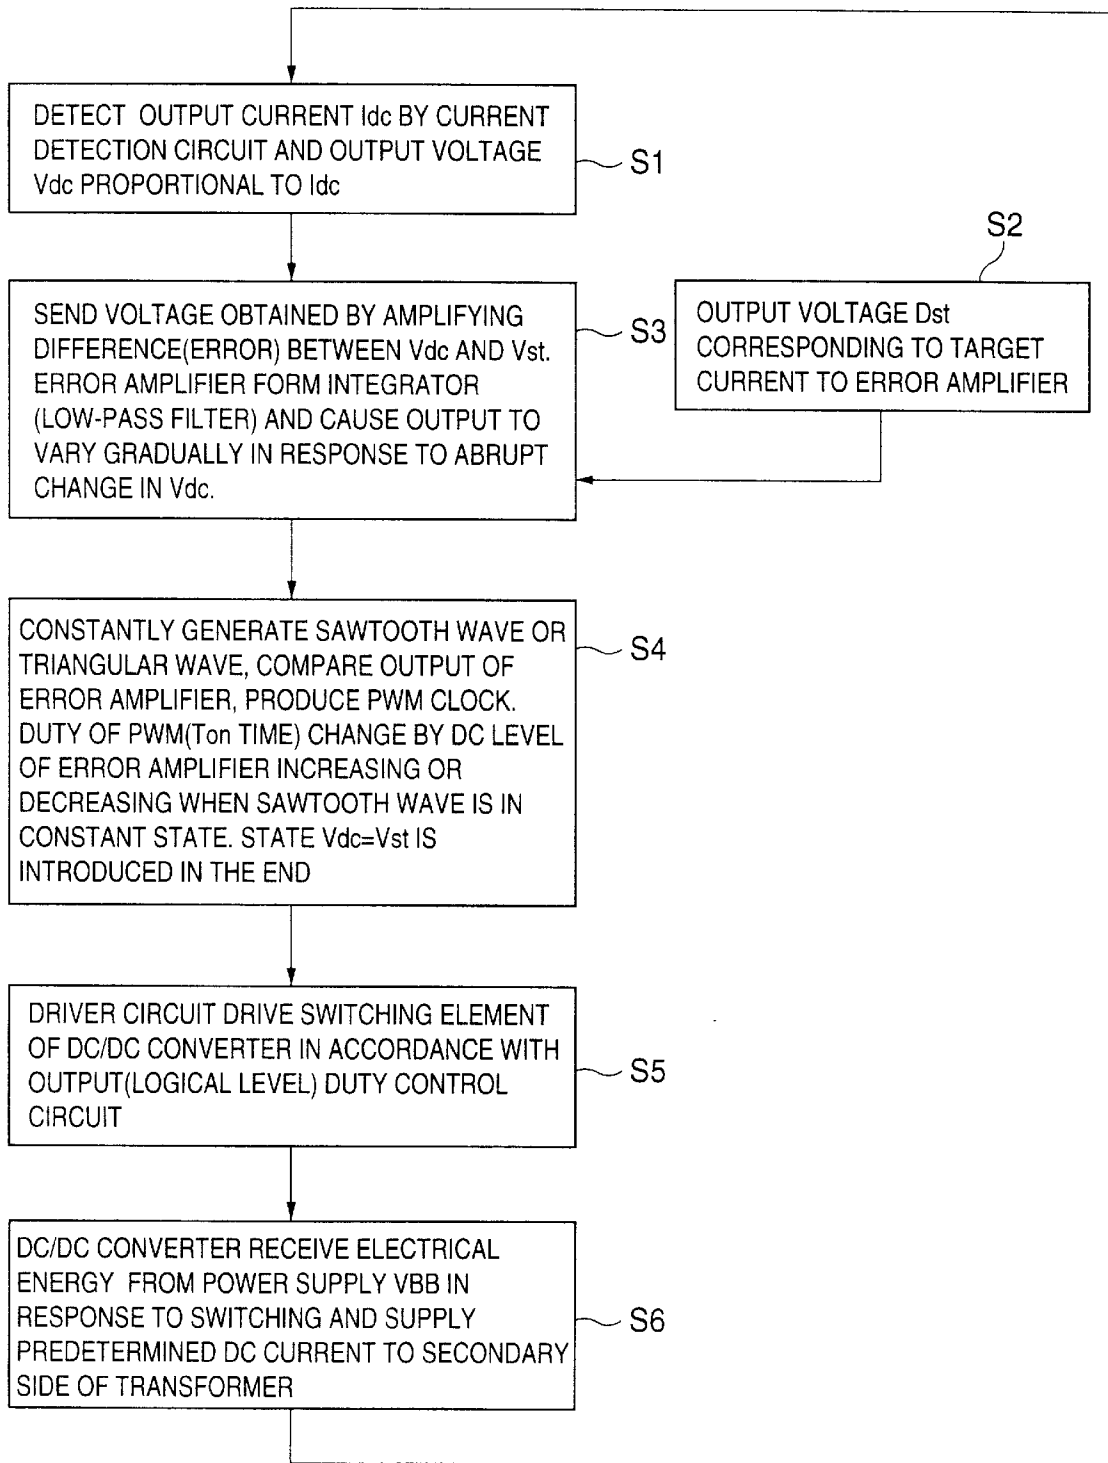 DETECT OUTPUT CURRENT Idc BY CURRENT
DETECTION CIRCUIT AND OUTPUT VOLTAGE
Vdc PROPORTIONAL TO Idc
S1
S2
SEND VOLTAGE OBTAINED BY AMPLIFYING
DIFFERENCE(ERROR) BETWEEN Vdc AND Vst.
ERROR AMPLIFIER FORM INTEGRATOR
(LOW-PASS FILTER) AND CAUSE OUTPUT TO
VARY GRADUALLY IN RESPONSE TO ABRUPT
CHANGE IN Vdc.
S3
OUTPUT VOLTAGE Dst
CORRESPONDING TO TARGET
CURRENT TO ERROR AMPLIFIER
CONSTANTLY GENERATE SAWTOOTH WAVE OR
TRIANGULAR WAVE, COMPARE OUTPUT OF
ERROR AMPLIFIER, PRODUCE PWM CLOCK.
DUTY OF PWM(Ton TIME) CHANGE BY DC LEVEL
OF ERROR AMPLIFIER INCREASING OR
DECREASING WHEN SAWTOOTH WAVE IS IN
CONSTANT STATE. STATE Vdc=Vst IS
INTRODUCED IN THE END
S4
DRIVER CIRCUIT DRIVE SWITCHING ELEMENT
OF DC/DC CONVERTER IN ACCORDANCE WITH
OUTPUT(LOGICAL LEVEL) DUTY CONTROL
CIRCUIT
S5
DC/DC CONVERTER RECEIVE ELECTRICAL
ENERGY FROM POWER SUPPLY VBB IN
RESPONSE TO SWITCHING AND SUPPLY
PREDETERMINED DC CURRENT TO SECONDARY
SIDE OF TRANSFORMER
S6